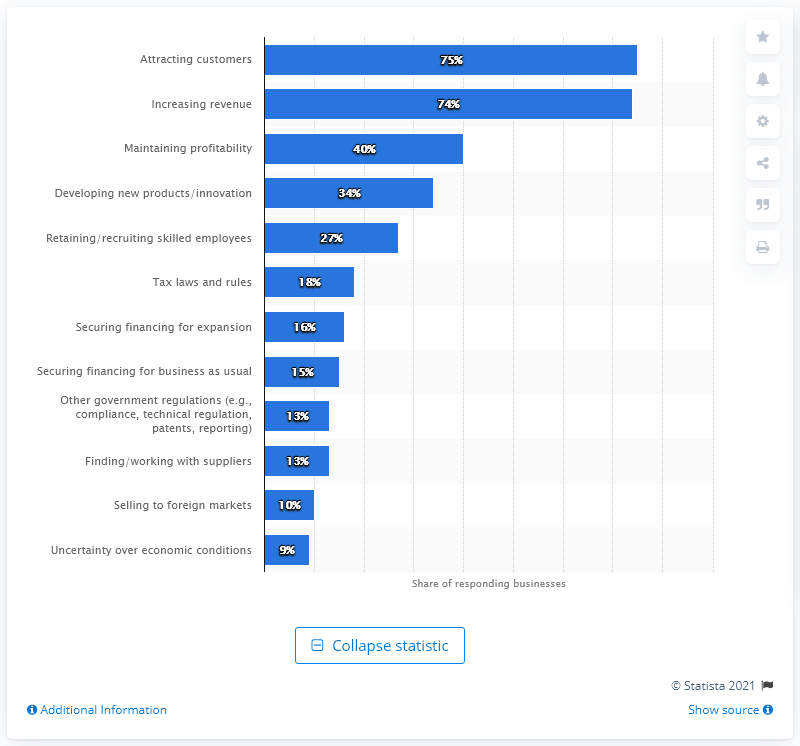 Attracting customers 75%
Increasing revenue 74%
Maintaining profitability 40%
Developing new products/innovation 34%
Retaining/recruiting skilled employees 27%
Tax laws and rules 18%
Securing financing for expansion 16%
Securing financing for business as usual 15%
Other government regulations (e.g.,
compliance, technical regulation, 13%
patents, reporting)
Finding/working with suppliers 13%
Selling to foreign markets 10%
Uncertainty over economic conditions 9%
Share of responding businesses
Collapse statistic
© Statista 2021
Additional Information Show source